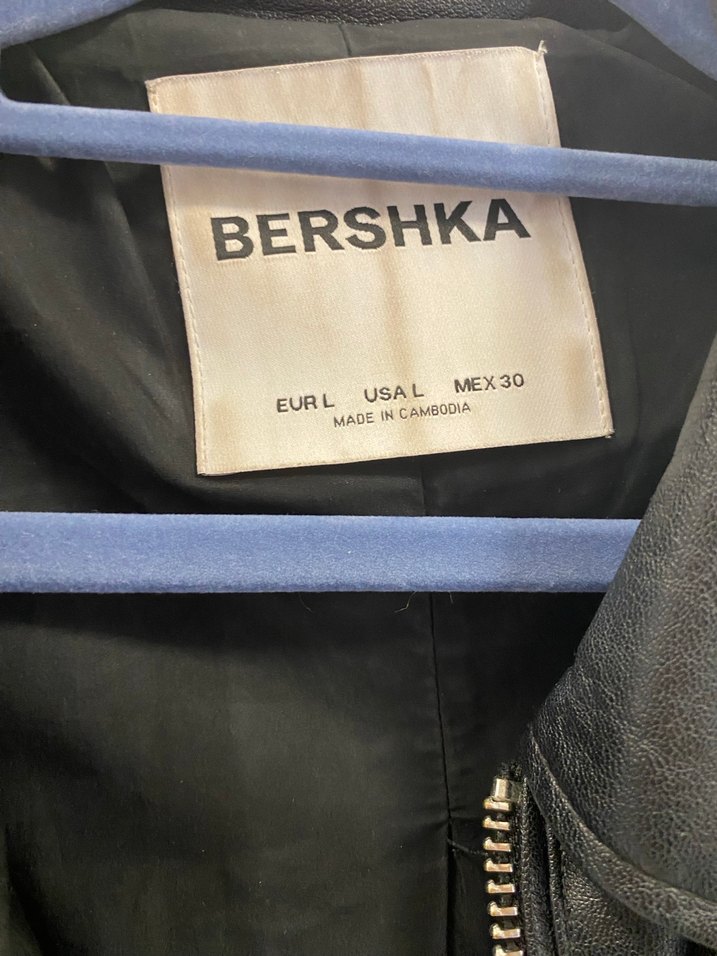 BERSHKA
EUR L USA L MEX 30
MADE IN CAMBODIA